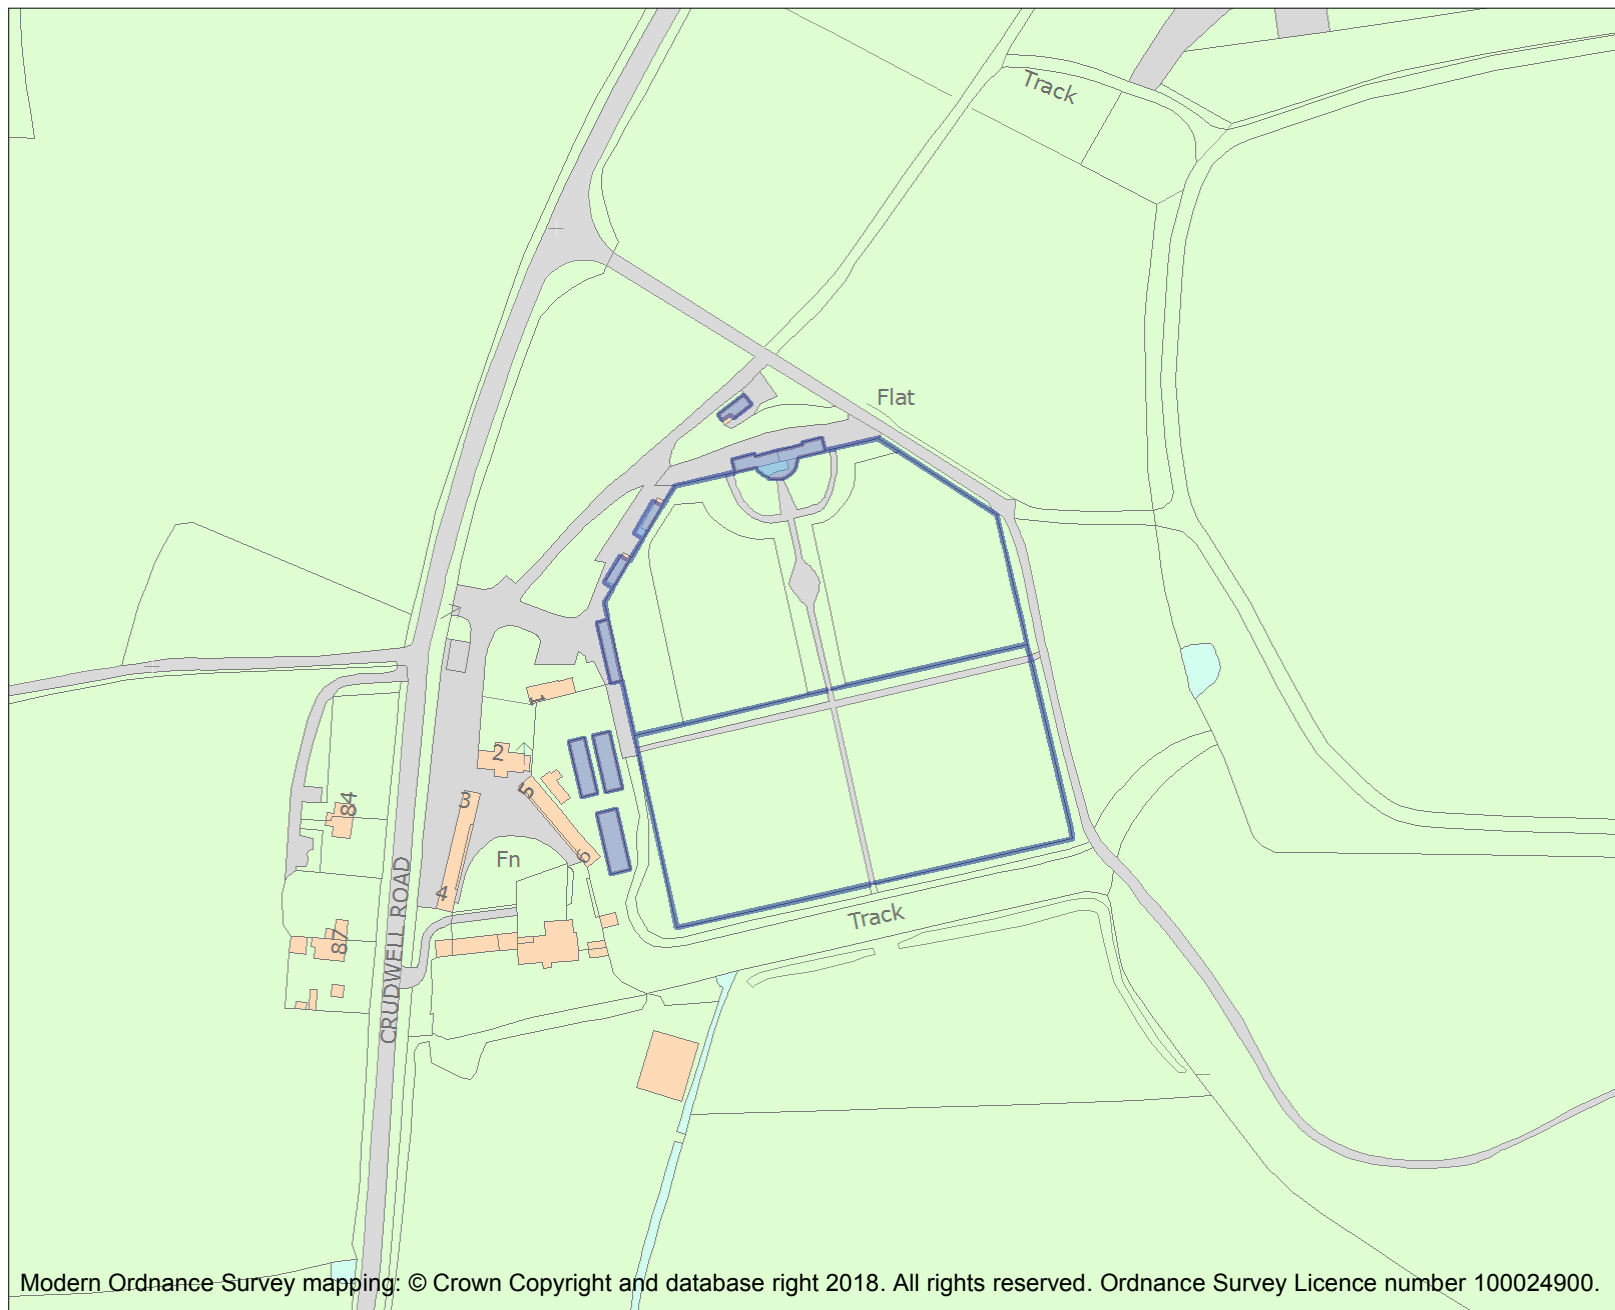 Track
Flat
1
2
3
5
84
6
Fn
4
87
CRUDWELL ROAD
Track
Modern Ordnance Survey mapping: © Crown Copyright and database right 2018. All rights reserved. Ordnance Survey Licence number 100024900.